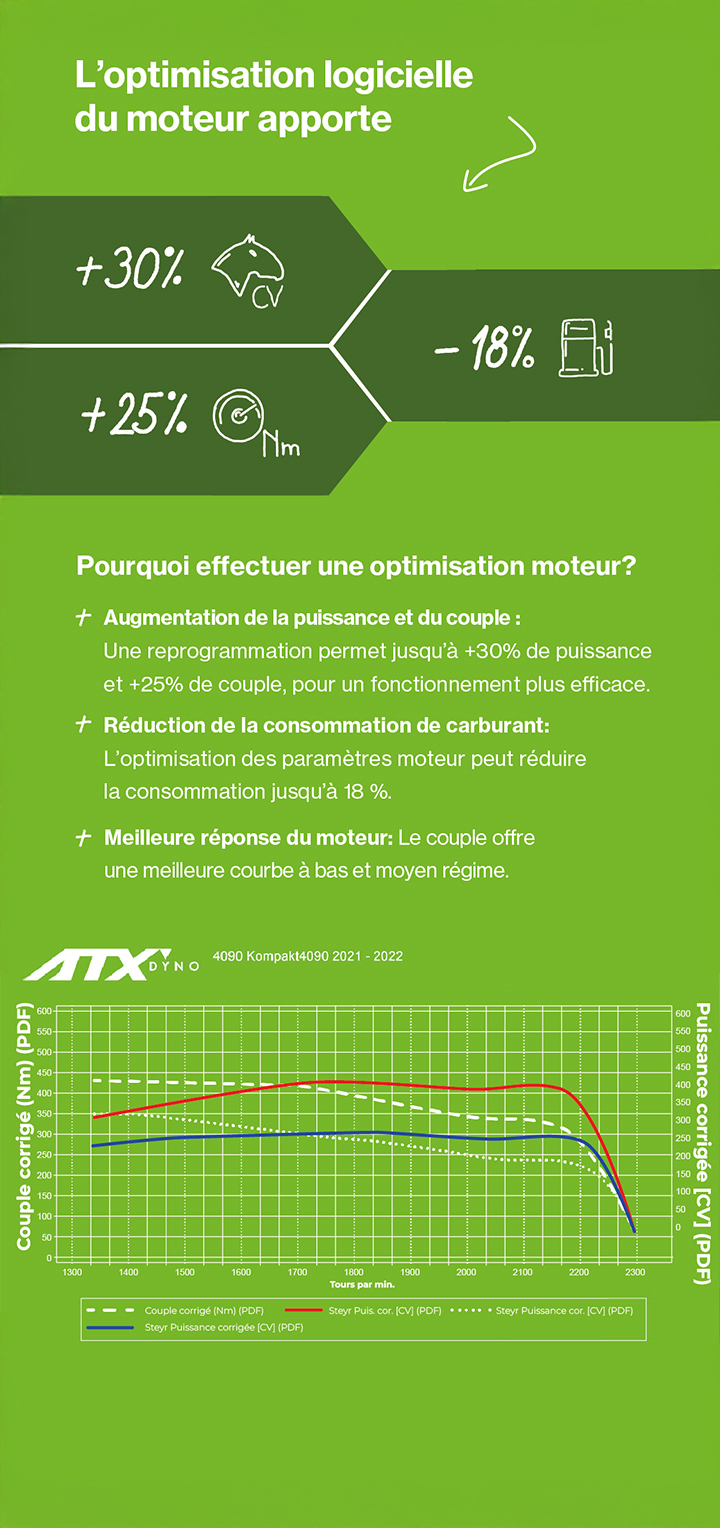 L'optimisation logicielle
du moteur apporte
+30%
CV
- 18%
+25%
Nm
Pourquoi effectuer une optimisation moteur?
+ Augmentation de la puissance et du couple :
Une reprogrammation permet jusqu'à +30% de puissance
et +25% de couple, pour un fonctionnement plus efficace.
+ Réduction de la consommation de carburant:
L'optimisation des paramètres moteur peut réduire
la consommation jusqu'à 18 %.
+ Meilleure réponse du moteur: Le couple offre
une meilleure courbe à bas et moyen régime.
ATX DYNO
4090 Kompakt4090 2021 - 2022
Couple corrigé (Nm) (PDF)
600
550
500
450
400
350
300
250
200
150
100
50
0
Puissance corrigée [CV] (PDF)
600
550
500
450
400
350
300
250
200
150
100
50
0
1300 1400 1500 1600 1700 1800 1900 2000 2100 2200 2300
Tours par min.
Couple corrigé (Nm) (PDF) Steyr Puis. cor. [CV] (PDF) Steyr Puissance cor. [CV] (PDF)
Steyr Puissance corrigée [CV] (PDF)